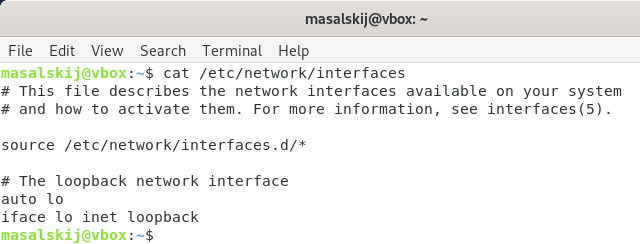 masalskij@vbox: ~
File Edit View Search Terminal Help
masalskij@vbox:~$ cat /etc/network/interfaces
# This file describes the network interfaces available on your system
# and how to activate them. For more information, see interfaces(5).
source /etc/network/interfaces.d/*
# The loopback network interface
auto lo
iface lo inet loopback
masalskij@vbox:~$